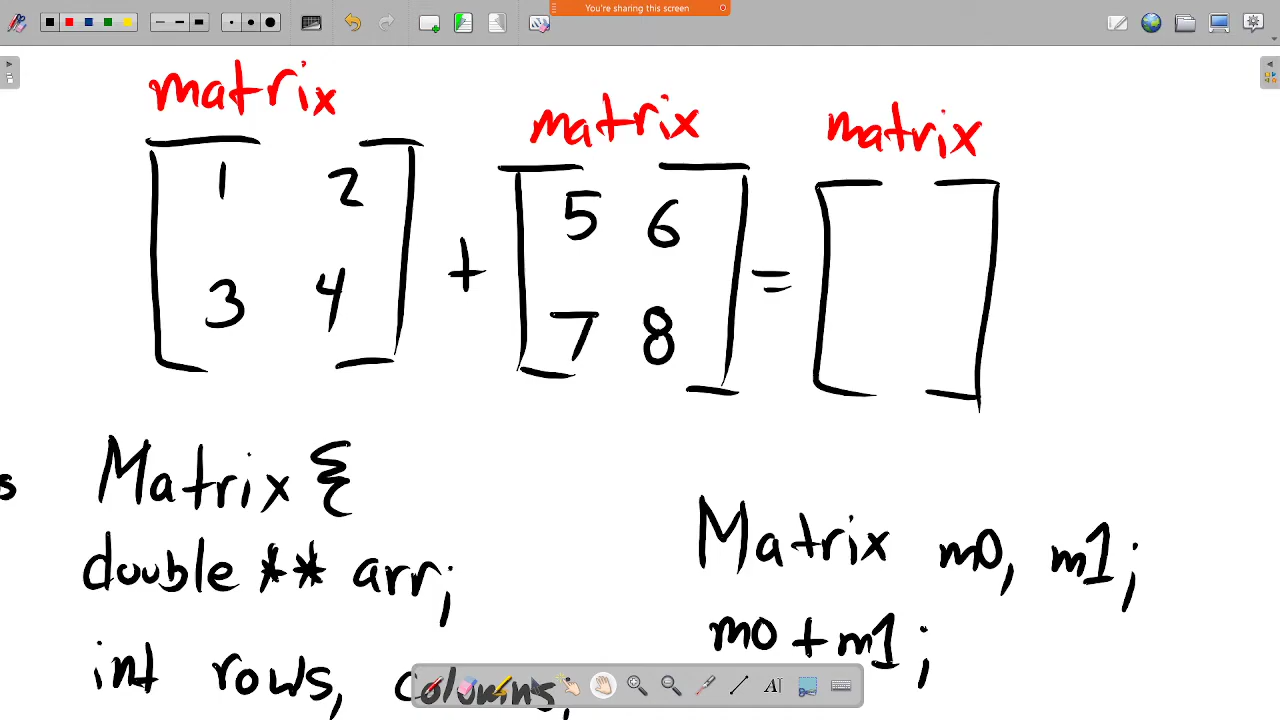 You're sharing this screen
matrix matrix matrix
1 2 5 6
+ =
3 4 7 8
s Matrix {
double ** arr;
int rows, columns,
Matrix m0, m1;
m0 + m1;